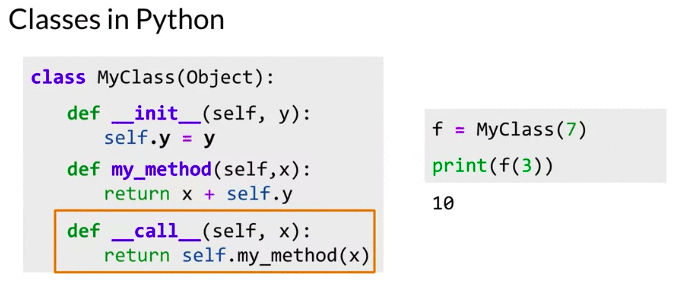 Classes in Python
class MyClass(Object):
def __init__(self, y):
self.y = y
def my_method(self,x):
return x + self.y
def __call__(self, x):
return self.my_method(x)
f = MyClass(7)
print(f(3))
10